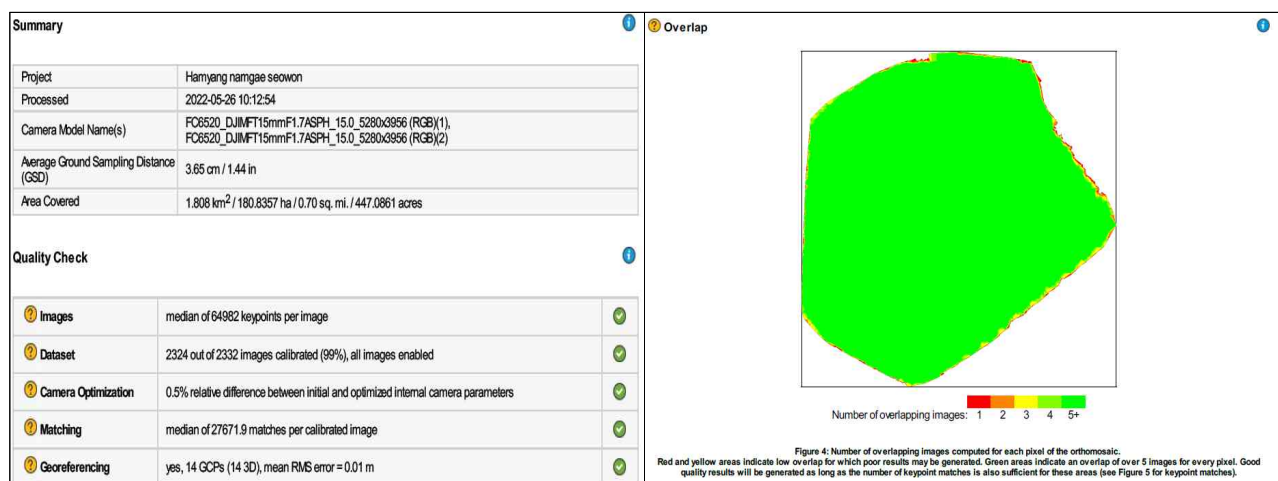 Summary
Project Hamyang namgae seowon
Processed 2022-05-26 10:12:54
Camera Model Name(s) FC6520_DJIMFT15mmF1.7ASPH_15.0_5280x3956 (RGB)(1),
FC6520_DJIMFT15mmF1.7ASPH_15.0_5280x3956 (RGB)(2)
Average Ground Sampling Distance
(GSD) 3.65 cm / 1.44 in
Area Covered 1.808 km2 / 180.8357 ha / 0.70 sq. mi. / 447.0861 acres
Quality Check
Images median of 64982 keypoints per image
Dataset 2324 out of 2332 images calibrated (99%), all images enabled
Camera Optimization 0.5% relative difference between initial and optimized internal camera parameters
Matching median of 27671.9 matches per calibrated image
Georeferencing yes, 14 GCPs (14 3D), mean RMS error = 0.01 m
Overlap
Number of overlapping images: 1 2 3 4 5+
Figure 4: Number of overlapping images computed for each pixel of the orthomosaic.
Red and yellow areas indicate low overlap for which poor results may be generated. Green areas indicate an overlap of over 5 images for every pixel. Good
quality results will be generated as long as the number of keypoint matches is also sufficient for these areas (see Figure 5 for keypoint matches).